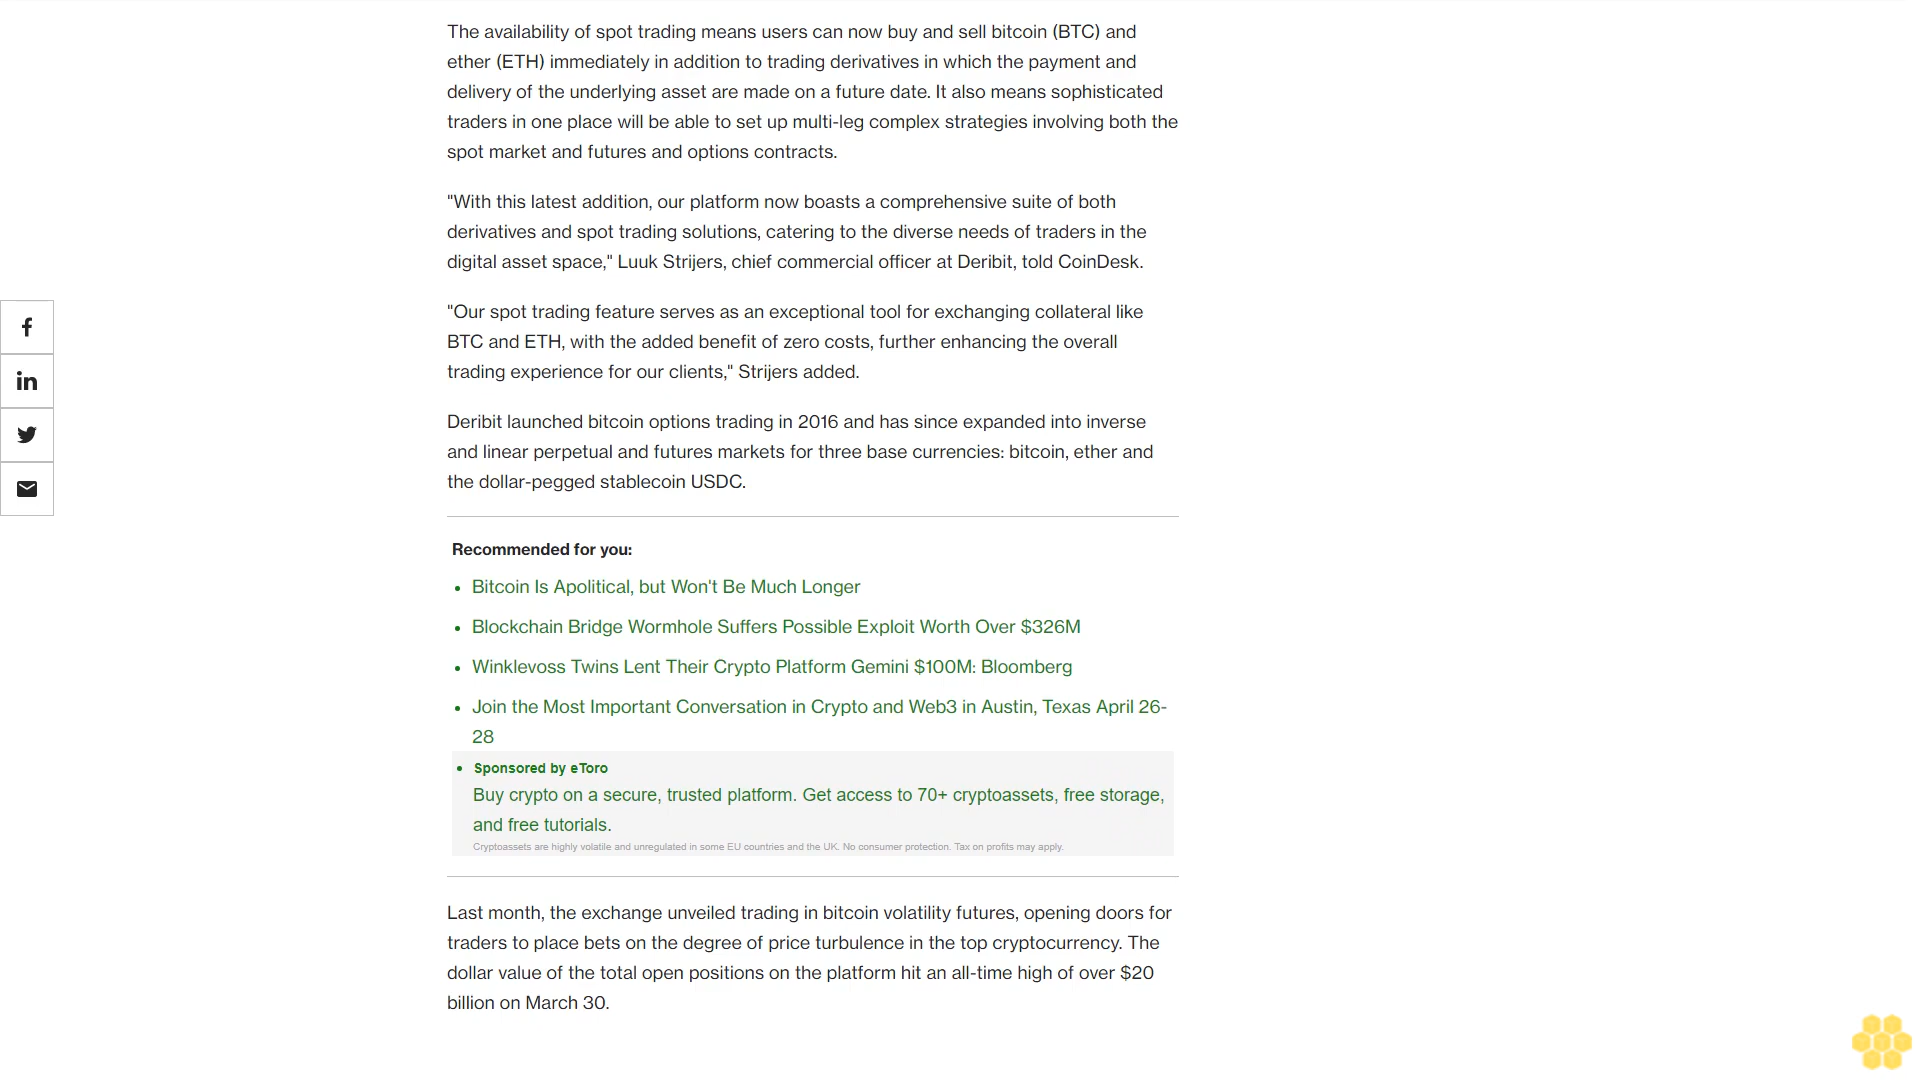 The availability of spot trading means users can now buy and sell bitcoin (BTC) and
ether (ETH) immediately in addition to trading derivatives in which the payment and
delivery of the underlying asset are made on a future date. It also means sophisticated
traders in one place will be able to set up multi-leg complex strategies involving both the
spot market and futures and options contracts.
"With this latest addition, our platform now boasts a comprehensive suite of both
derivatives and spot trading solutions, catering to the diverse needs of traders in the
digital asset space," Luuk Strijers, chief commercial officer at Deribit, told CoinDesk.
"Our spot trading feature serves as an exceptional tool for exchanging collateral like
BTC and ETH, with the added benefit of zero costs, further enhancing the overall
trading experience for our clients," Strijers added.
Deribit launched bitcoin options trading in 2016 and has since expanded into inverse
and linear perpetual and futures markets for three base currencies: bitcoin, ether and
the dollar-pegged stablecoin USDC.
Recommended for you:
• Bitcoin Is Apolitical, but Won't Be Much Longer
• Blockchain Bridge Wormhole Suffers Possible Exploit Worth Over $326M
• Winklevoss Twins Lent Their Crypto Platform Gemini $100M: Bloomberg
• Join the Most Important Conversation in Crypto and Web3 in Austin, Texas April 26-
28
• Sponsored by eToro
Buy crypto on a secure, trusted platform. Get access to 70+ cryptoassets, free storage,
and free tutorials.
Cryptoassets are highly volatile and unregulated in some EU countries and the UK. No consumer protection. Tax on profits may apply.
Last month, the exchange unveiled trading in bitcoin volatility futures, opening doors for
traders to place bets on the degree of price turbulence in the top cryptocurrency. The
dollar value of the total open positions on the platform hit an all-time high of over $20
billion on March 30.